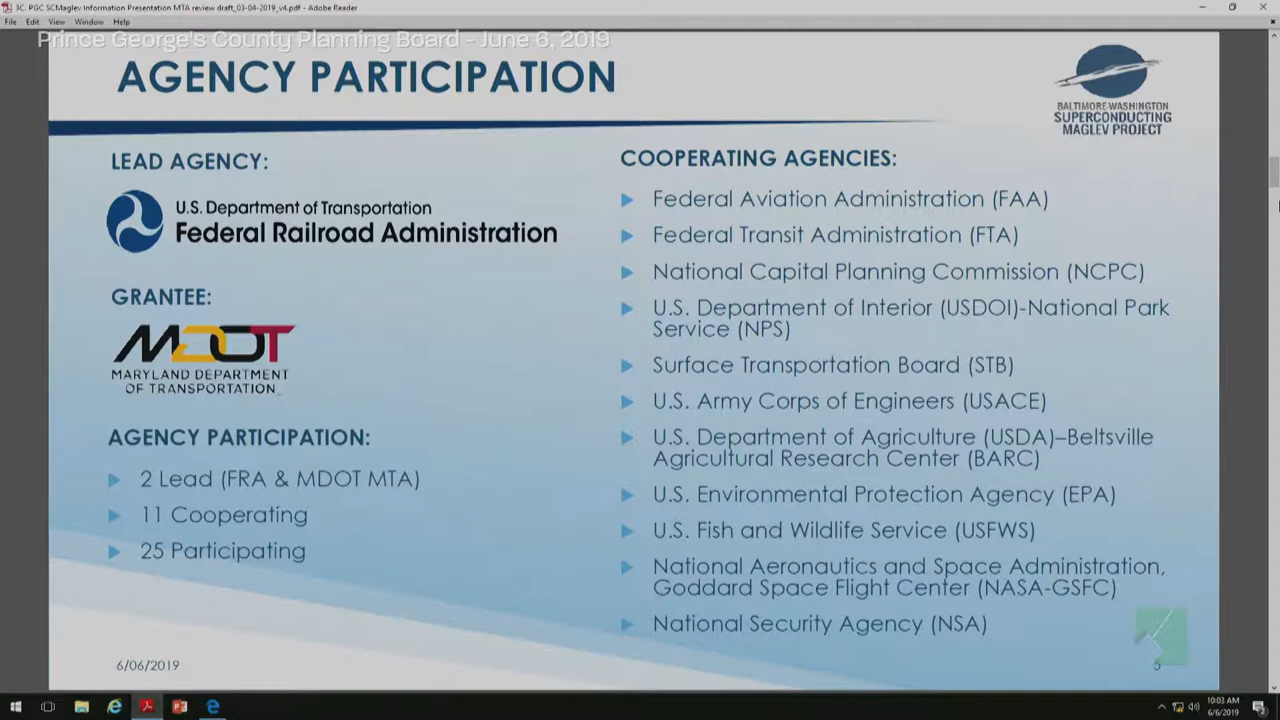 3C. PGC SCMaglev Information Presentation MTA review draft_03-04-2019_v4.pdf - Adobe Reader
File Edit View Window Help
Prince George's County Planning Board - June 6, 2019
AGENCY PARTICIPATION
BALTIMORE-WASHINGTON
SUPERCONDUCTING
MAGLEV PROJECT
LEAD AGENCY:
U.S. Department of Transportation
Federal Railroad Administration
GRANTEE:
MDOT
MARYLAND DEPARTMENT
OF TRANSPORTATION
AGENCY PARTICIPATION:
2 Lead (FRA & MDOT MTA)
11 Cooperating
25 Participating
COOPERATING AGENCIES:
Federal Aviation Administration (FAA)
Federal Transit Administration (FTA)
National Capital Planning Commission (NCPC)
U.S. Department of Interior (USDOI)-National Park
Service (NPS)
Surface Transportation Board (STB)
U.S. Army Corps of Engineers (USACE)
U.S. Department of Agriculture (USDA)–Beltsville
Agricultural Research Center (BARC)
U.S. Environmental Protection Agency (EPA)
U.S. Fish and Wildlife Service (USFWS)
National Aeronautics and Space Administration,
Goddard Space Flight Center (NASA-GSFC)
National Security Agency (NSA)
6/06/2019
5
10:03 AM
6/6/2019